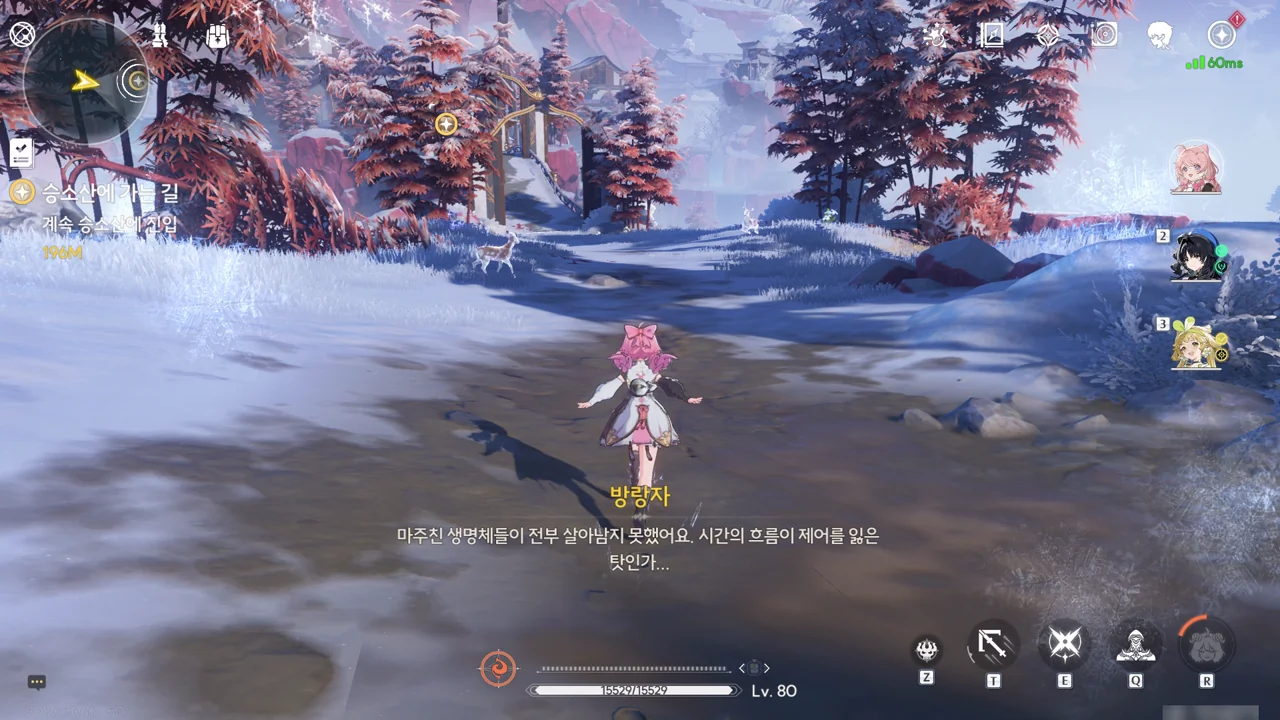 60ms
승소산에 가는 길
계속 승소산에 진입
196M
2
3
방랑자
마주친 생명체들이 전부 살아남지 못했어요. 시간의 흐름이 제어를 잃은
탓인가...
15529/15529
Lv. 80
Z
T
E
Q
R